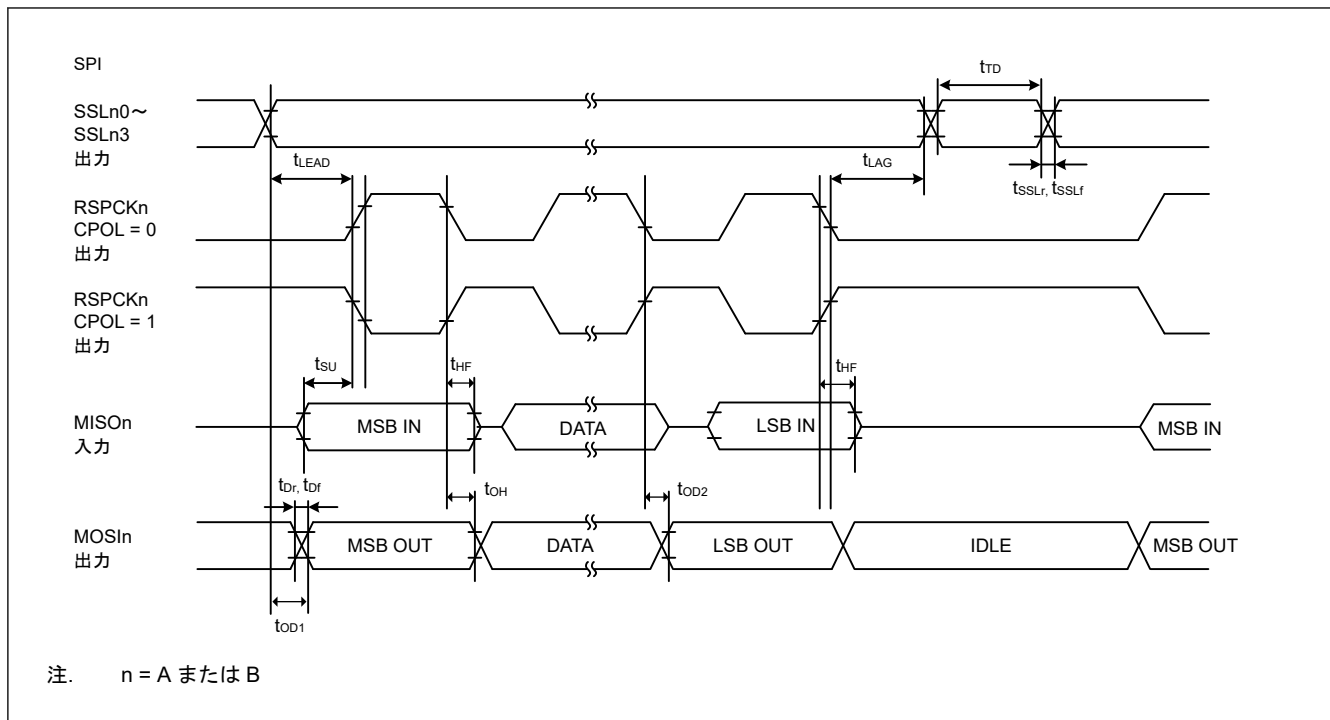 SPI
SSLn0～
SSLn3
出力
tTD
tLEAD
tLAG
tSSLr, tSSLf
RSPCKn
CPOL = 0
出力
RSPCKn
CPOL = 1
出力
tSU
tHF
tHF
MISOn
入力
MSB IN
DATA
LSB IN
MSB IN
tDr, tDf
tOH
tOD2
MOSIn
出力
MSB OUT
DATA
LSB OUT
IDLE
MSB OUT
tOD1
注. n = A または B